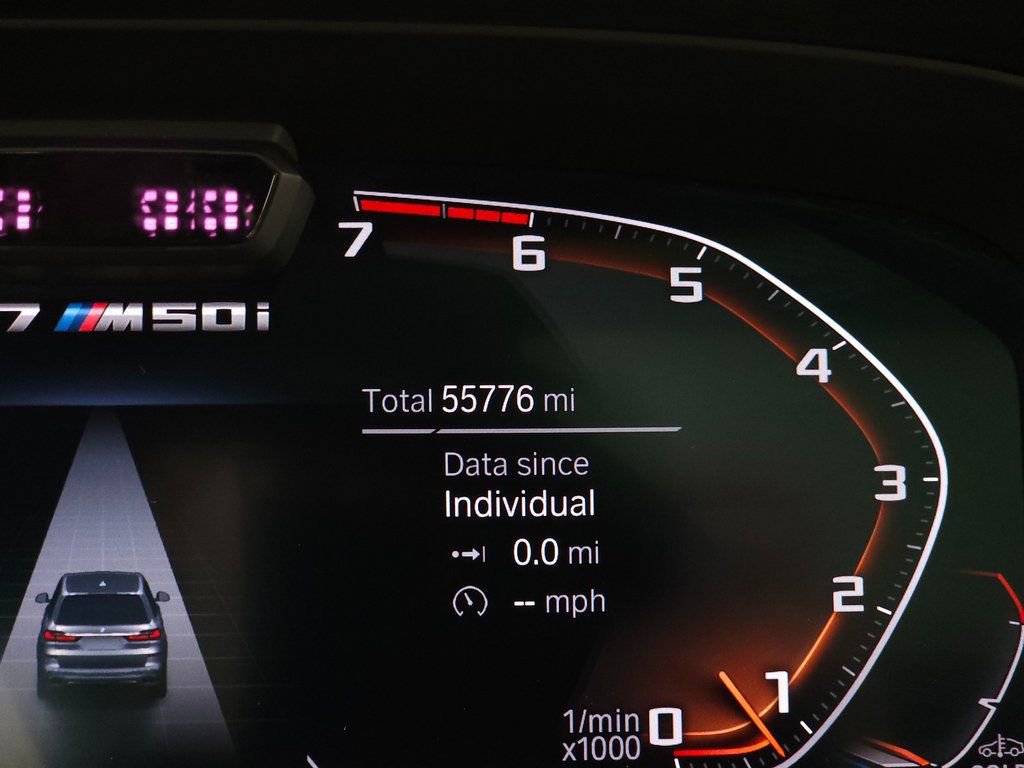 7
6
5
7 M50i
4
Total 55776 mi
Data since
3
Individual
0.0 mi
2
-- mph
1
1/min 0
x1000